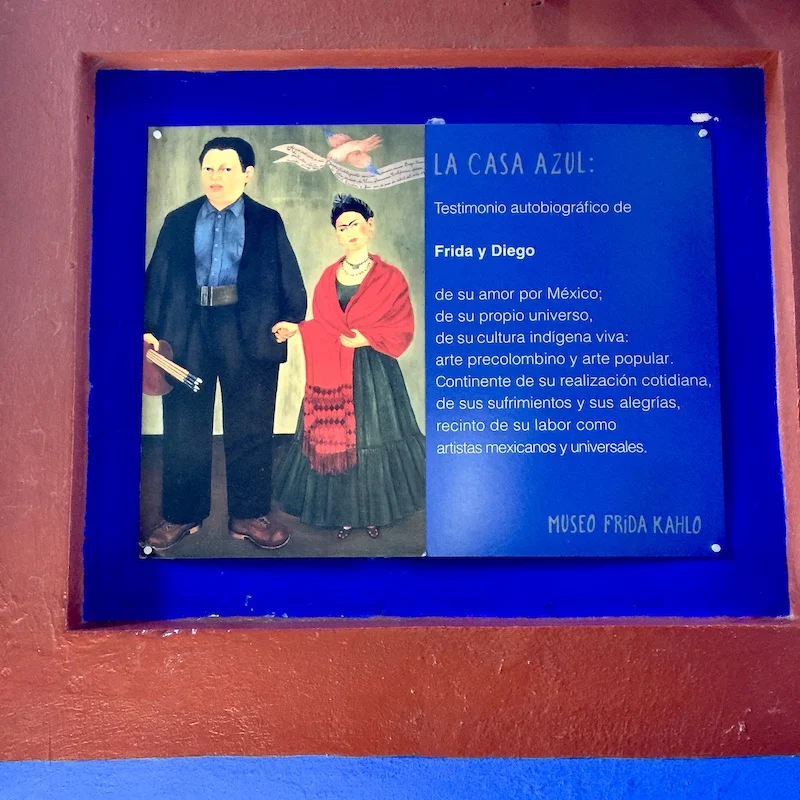 LA CASA AZUL:
Testimonio autobiográfico de
Frida y Diego
de su amor por México;
de su propio universo,
de su cultura indígena viva:
arte precolombino y arte popular.
Continente de su realización cotidiana,
de sus sufrimientos y sus alegrías,
recinto de su labor como
artistas mexicanos y universales.
MUSEO FRiDA KAHLO